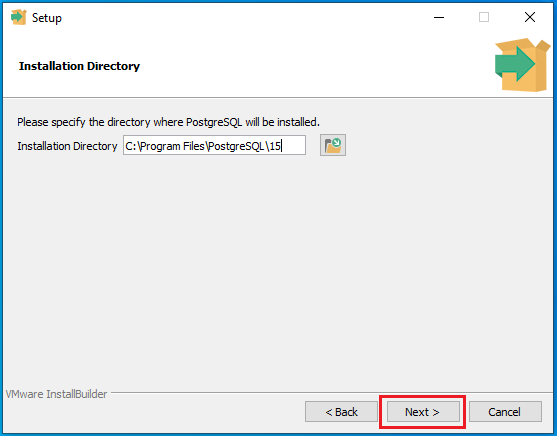 Setup
Installation Directory
Please specify the directory where PostgreSQL will be installed.
Installation Directory C:\Program Files\PostgreSQL\15
VMware InstallBuilder
< Back Next > Cancel